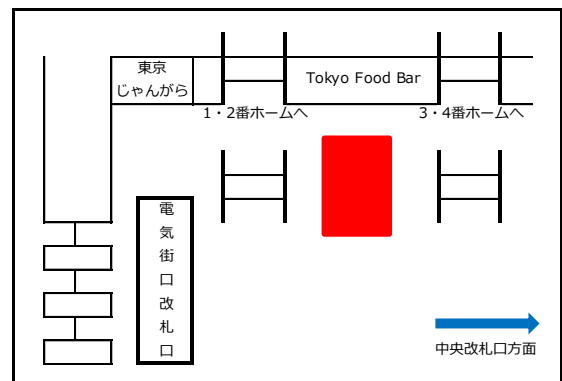 東京
じゃんがら
Tokyo Food Bar
1・2番ホームへ
3・4番ホームへ
電気街口改札口
中央改札口方面